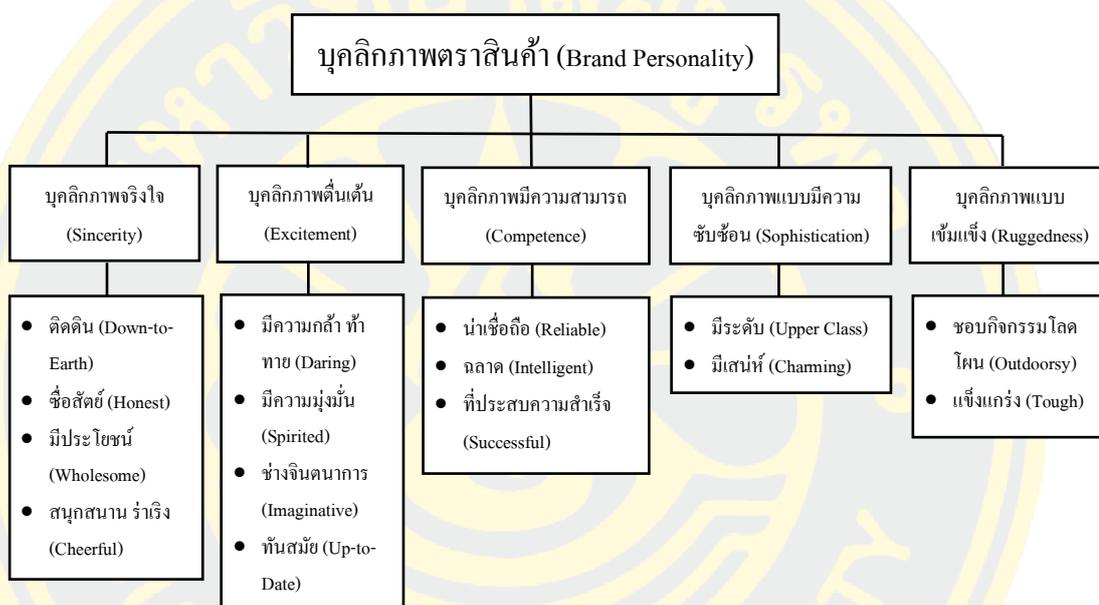 บุคลิกภาพตราสินค้า (Brand Personality)
บุคลิกภาพจริงใจ
(Sincerity)
บุคลิกภาพตื่นเต้น
(Excitement)
บุคลิกภาพมีความสามารถ
(Competence)
บุคลิกภาพแบบมีความ
ซับซ้อน (Sophistication)
บุคลิกภาพแบบ
เข้มแข็ง (Ruggedness)
● ติดดิน (Down-to-
Earth)
● ซื่อสัตย์ (Honest)
● มีประโยชน์
(Wholesome)
● สนุกสนาน ร่าเริง
(Cheerful)
● มีความกล้า ท้า
ทาย (Daring)
● มีความมุ่งมั่น
(Spirited)
● ช่างจินตนาการ
(Imaginative)
● ทันสมัย (Up-to-
Date)
● น่าเชื่อถือ (Reliable)
● ฉลาด (Intelligent)
● ที่ประสบความสำเร็จ
(Successful)
● มีระดับ (Upper Class)
● มีเสน่ห์ (Charming)
● ชอบกิจกรรมโลด
โผน (Outdoorsy)
● แข็งแกร่ง (Tough)